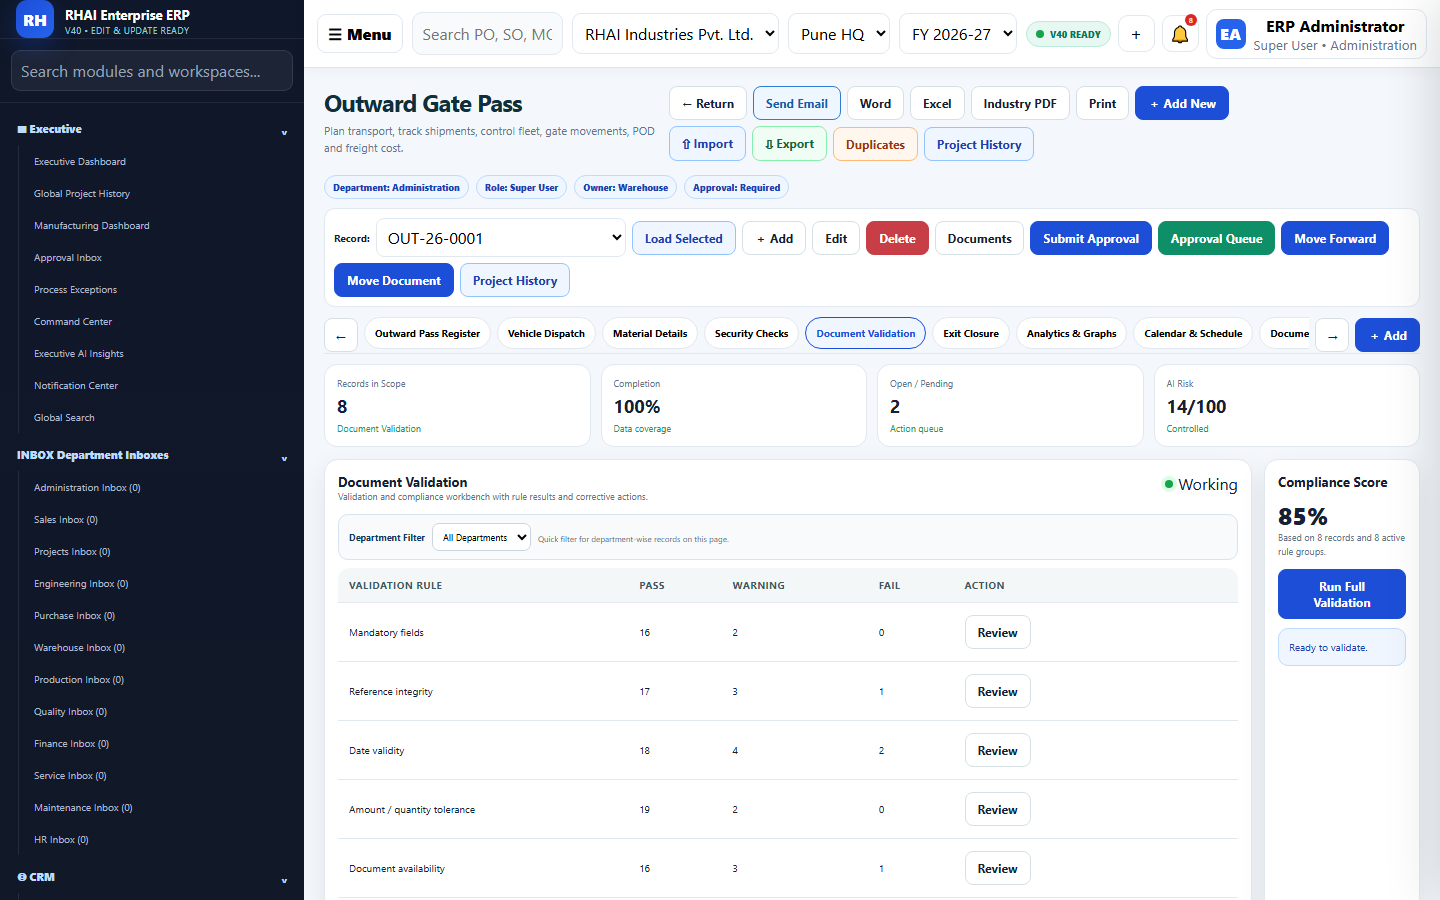 RH
RHAI Enterprise ERP
V40 • EDIT & UPDATE READY
Search modules and workspaces...
Executive
Executive Dashboard
Global Project History
Manufacturing Dashboard
Approval Inbox
Process Exceptions
Command Center
Executive AI Insights
Notification Center
Global Search
INBOX Department Inboxes
Administration Inbox (0)
Sales Inbox (0)
Projects Inbox (0)
Engineering Inbox (0)
Purchase Inbox (0)
Warehouse Inbox (0)
Production Inbox (0)
Quality Inbox (0)
Finance Inbox (0)
Service Inbox (0)
Maintenance Inbox (0)
HR Inbox (0)
CRM
☰ Menu
Search PO, SO, MO
RHAI Industries Pvt. Ltd.
Pune HQ
FY 2026-27
V40 READY
+
8
EA
ERP Administrator
Super User • Administration
Outward Gate Pass
Plan transport, track shipments, control fleet, gate movements, POD
and freight cost.
← Return
Send Email
Word
Excel
Industry PDF
Print
+ Add New
⇧ Import
⇩ Export
Duplicates
Project History
Department: Administration
Role: Super User
Owner: Warehouse
Approval: Required
Record:
OUT-26-0001
Load Selected
+ Add
Edit
Delete
Documents
Submit Approval
Approval Queue
Move Forward
Move Document
Project History
←
Outward Pass Register
Vehicle Dispatch
Material Details
Security Checks
Document Validation
Exit Closure
Analytics & Graphs
Calendar & Schedule
Docume
→
+ Add
Records in Scope
8
Document Validation
Completion
100%
Data coverage
Open / Pending
2
Action queue
AI Risk
14/100
Controlled
Document Validation
Validation and compliance workbench with rule results and corrective actions.
Working
Department Filter
All Departments
Quick filter for department-wise records on this page.
VALIDATION RULE PASS WARNING FAIL ACTION
Mandatory fields 16 2 0 Review
Reference integrity 17 3 1 Review
Date validity 18 4 2 Review
Amount / quantity tolerance 19 2 0 Review
Document availability 16 3 1 Review
Compliance Score
85%
Based on 8 records and 8 active
rule groups.
Run Full
Validation
Ready to validate.